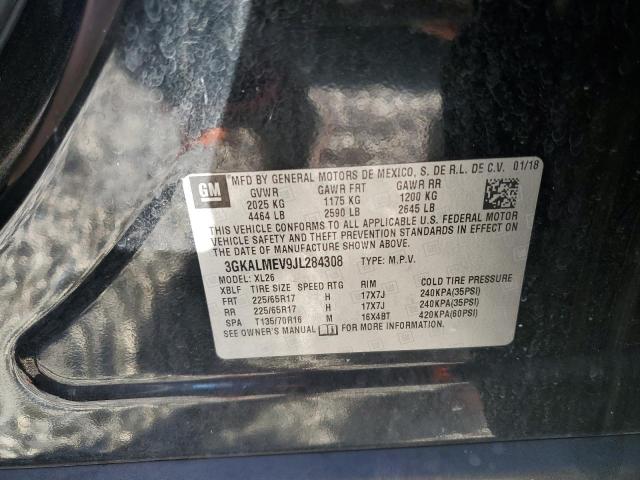 GM
MFD BY GENERAL MOTORS DE MEXICO, S. DE R.L. DE C.V. 01/18
GVWR GAWR FRT GAWR RR
2025 KG 1175 KG 1200 KG
4464 LB 2590 LB 2645 LB
THIS VEHICLE CONFORMS TO ALL APPLICABLE U.S. FEDERAL MOTOR
VEHICLE SAFETY AND THEFT PREVENTION STANDARDS IN EFFECT ON
THE DATE OF MANUFACTURE SHOWN ABOVE.
3GKALMEV9JL284308 TYPE: M.P.V.
MODEL: XL26
XBLF TIRE SIZE SPEED RTG RIM COLD TIRE PRESSURE
FRT 225/65R17 H 17X7J 240KPA(35PSI)
RR 225/65R17 H 17X7J 240KPA(35PSI)
SPA T135/70R16 M 16X4BT 420KPA(60PSI)
SEE OWNER'S MANUAL FOR MORE INFORMATION.